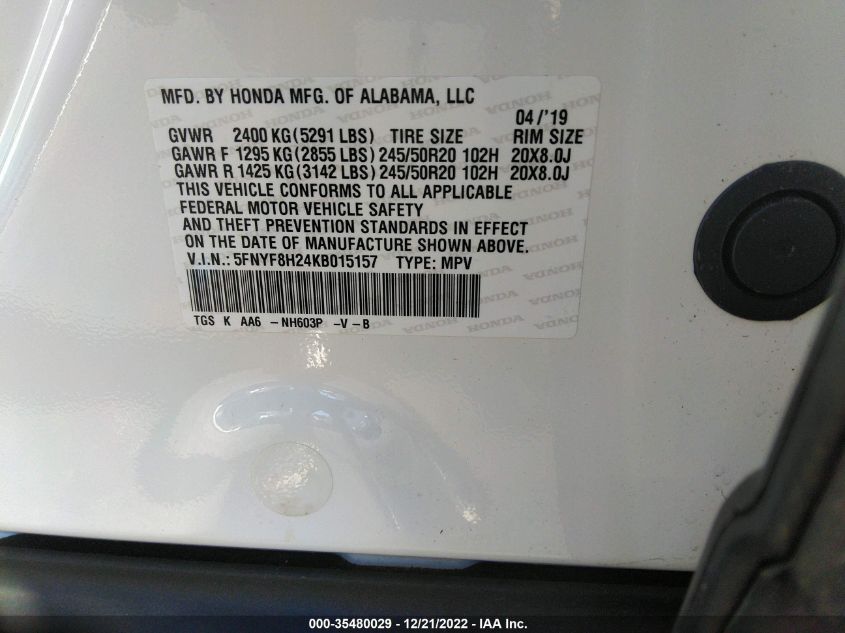 MFD. BY HONDA MFG. OF ALABAMA, LLC
04/'19
GVWR 2400 KG(5291 LBS) TIRE SIZE RIM SIZE
GAWR F 1295 KG(2855 LBS)245/50R20 102H 20X8.0J
GAWR R 1425 KG(3142 LBS)245/50R20 102H 20X8.0J
THIS VEHICLE CONFORMS TO ALL APPLICABLE
FEDERAL MOTOR VEHICLE SAFETY
AND THEFT PREVENTION STANDARDS IN EFFECT
ON THE DATE OF MANUFACTURE SHOWN ABOVE.
V.I.N.: 5FNYF8H24KB015157 TYPE: MPV
TGS K AA6 -NH603P -V-B
000-35480029 - 12/21/2022 - IAA Inc.